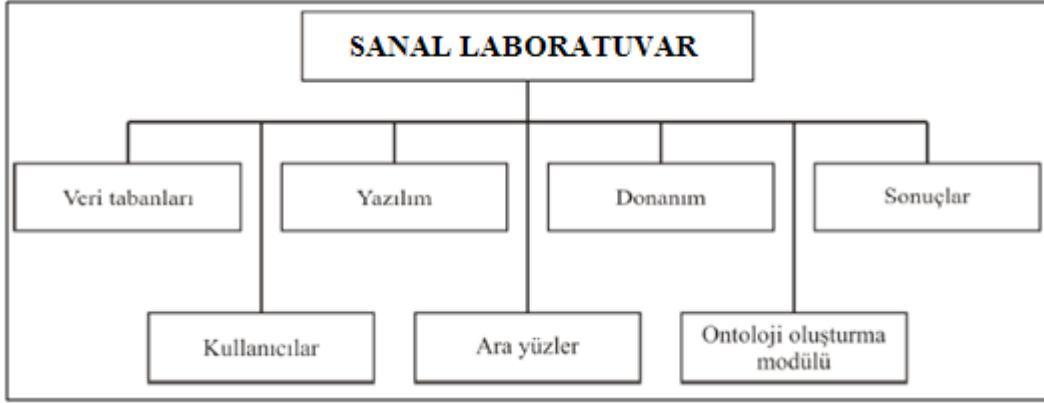 SANAL LABORATUVAR
Veri tabanları
Yazılım
Donanım
Sonuçlar
Kullanıcılar
Ara yüzler
Ontoloji oluşturma
modülü